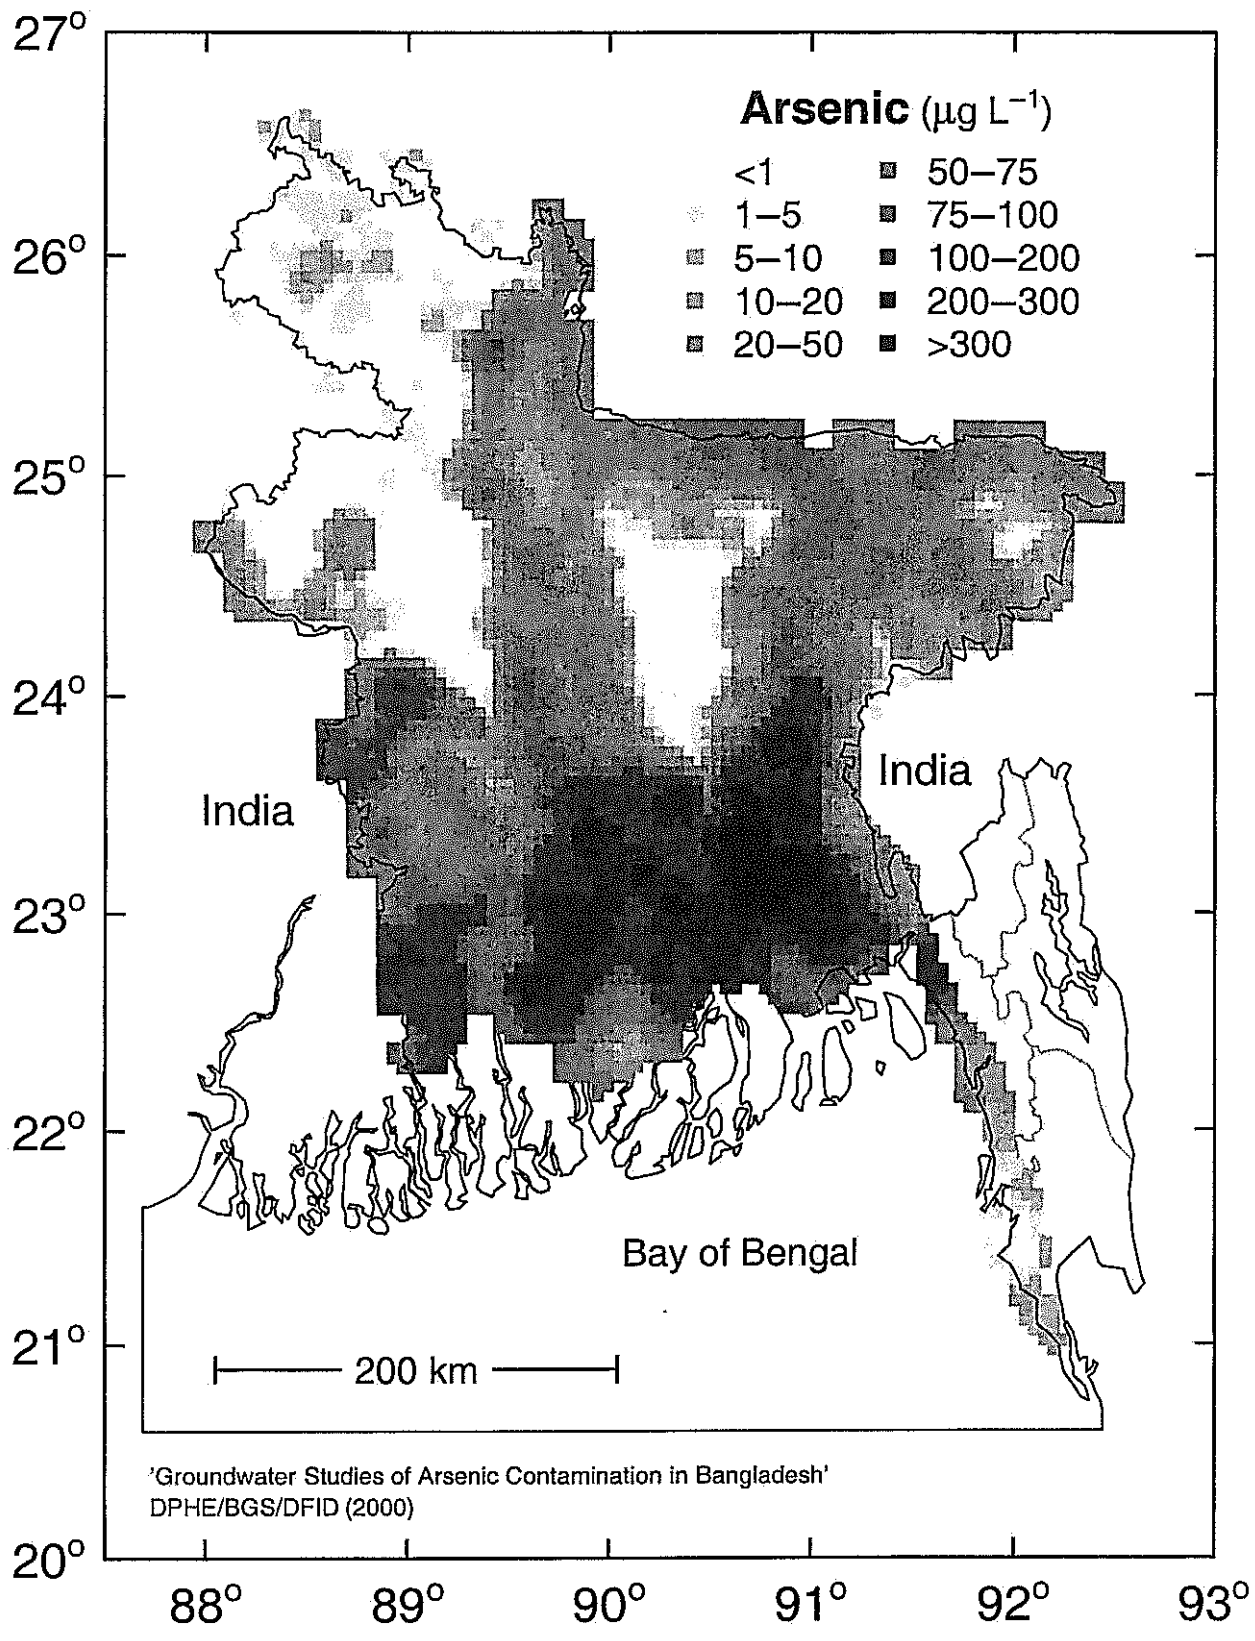 27°
26°
25°
24°
23°
22°
21°
20°
Arsenic (μg L⁻¹)
<1
1–5
5–10
10–20
20–50
50–75
75–100
100–200
200–300
>300
India
India
Bay of Bengal
200 km
'Groundwater Studies of Arsenic Contamination in Bangladesh'
DPHE/BGS/DFID (2000)
88° 89° 90° 91° 92° 93°